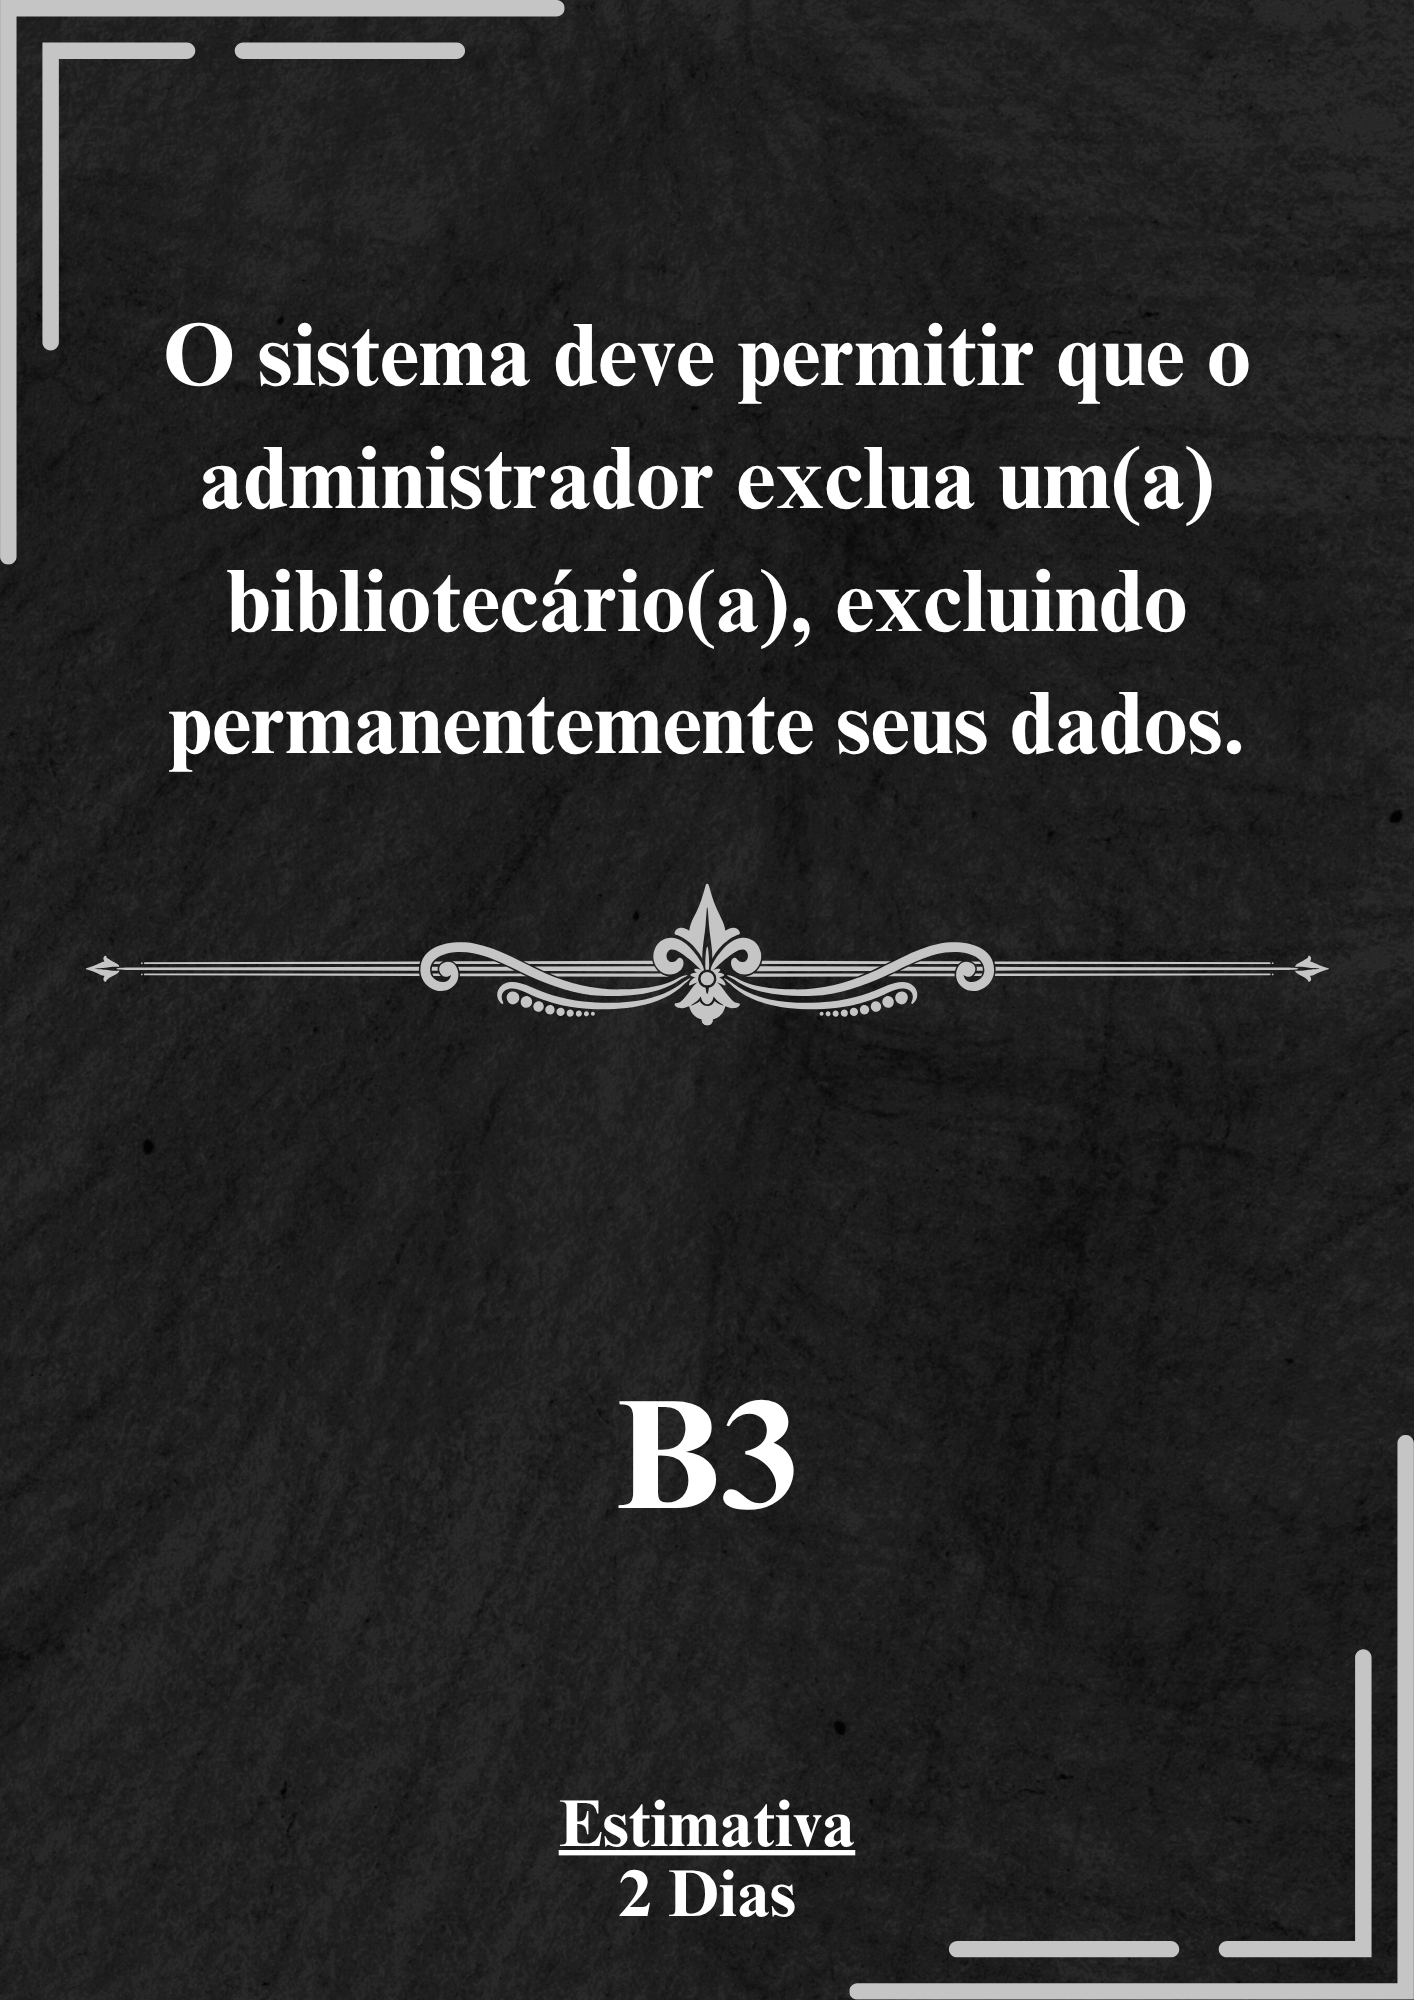 O sistema deve permitir que o
administrador exclua um(a)
bibliotecário(a), excluindo
permanentemente seus dados.
B3
Estimativa
2 Dias